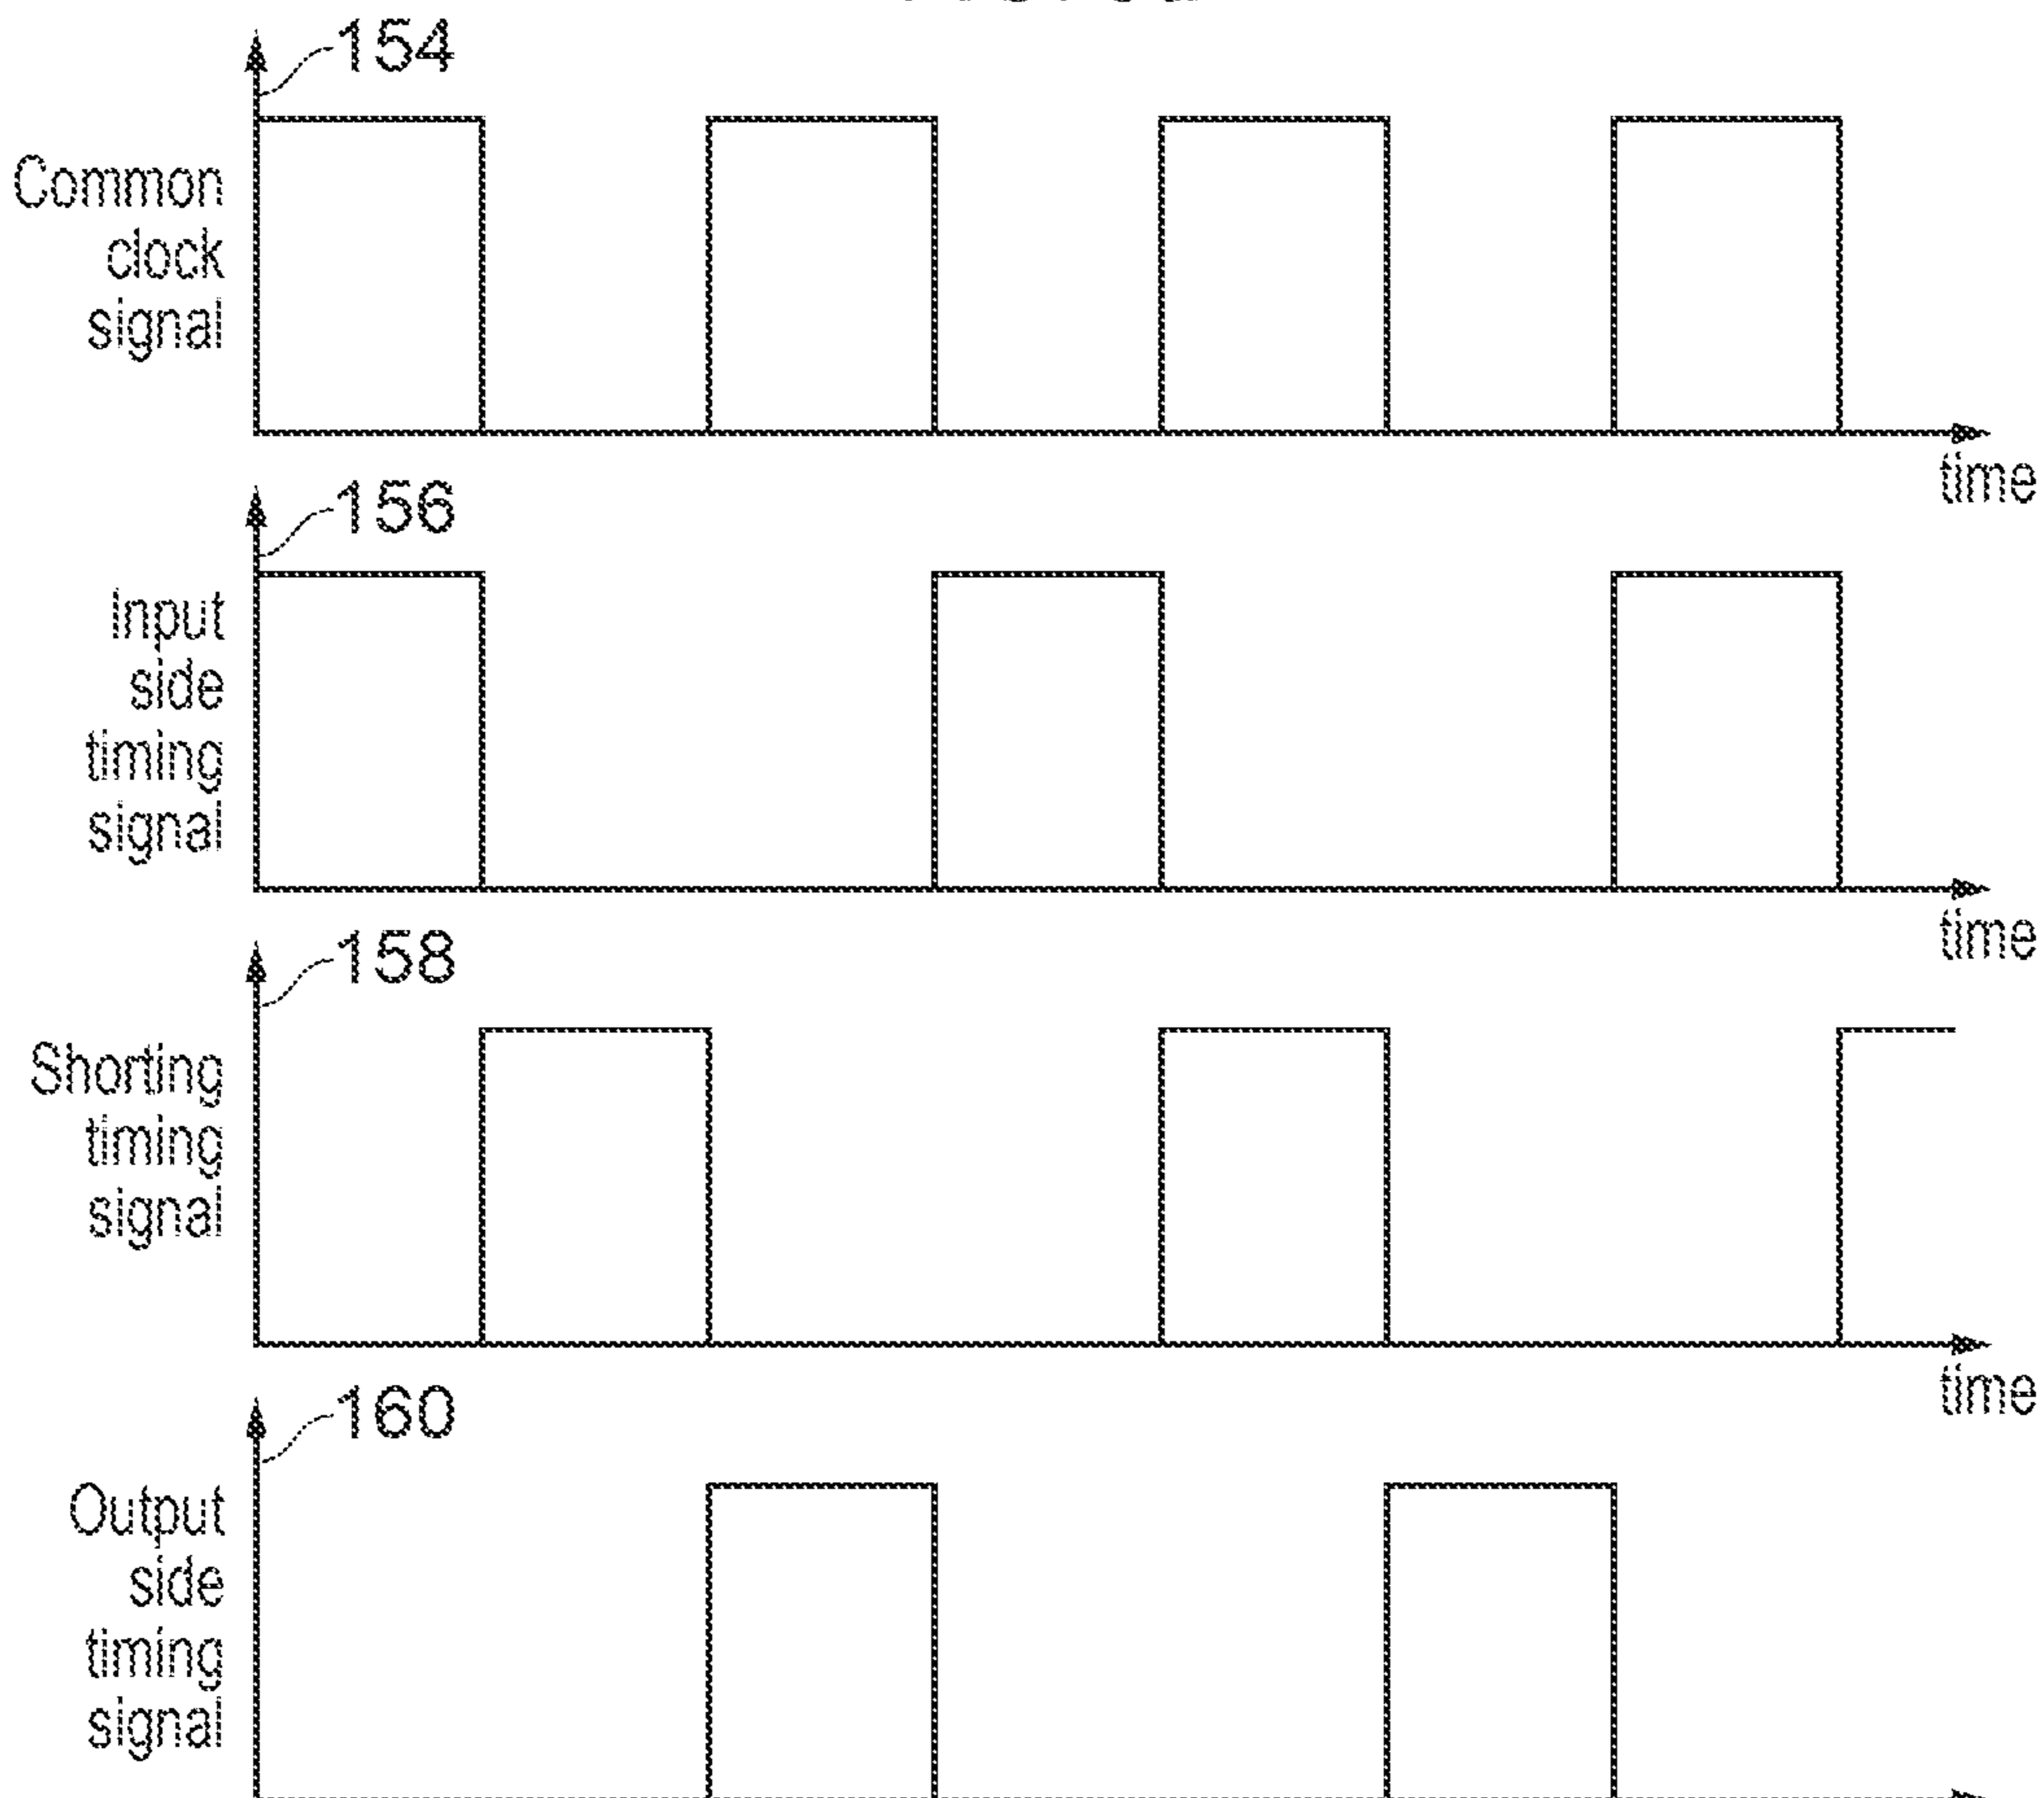 154
Common
clock
signal
time
156
Input
side
timing
signal
time
158
Shorting
timing
signal
time
160
Output
side
timing
signal